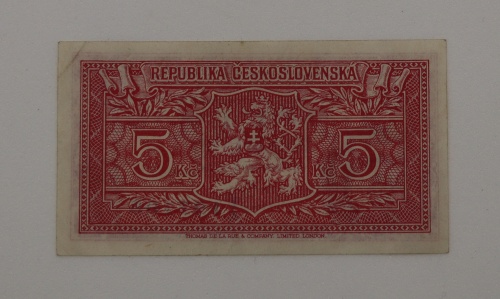 REPUBLIKA ČESKOSLOVENSKÁ
5 Kč
5 Kč
THOMAS DE LA RUE & COMPANY, LIMITED, LONDON.